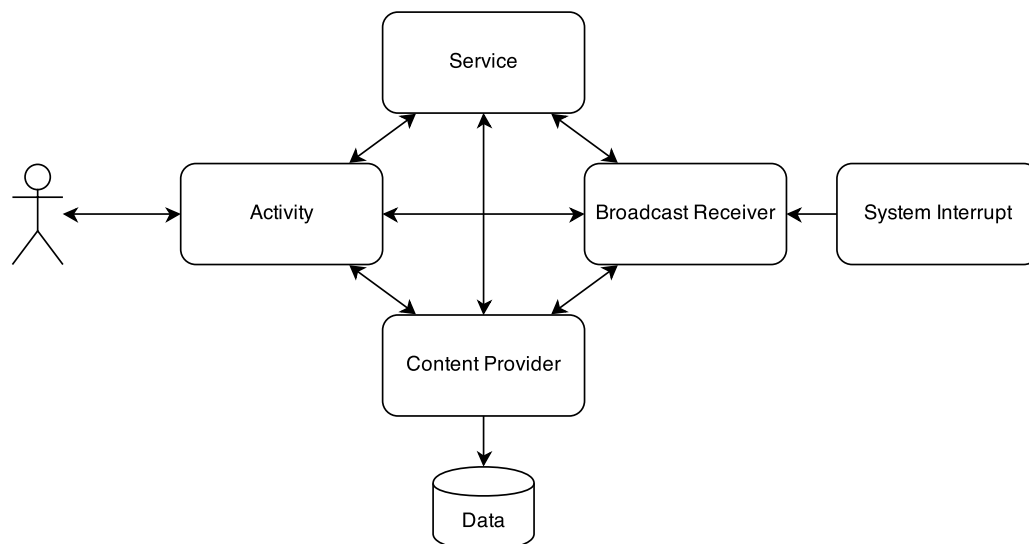 Service
Activity
Broadcast Receiver
System Interrupt
Content Provider
Data